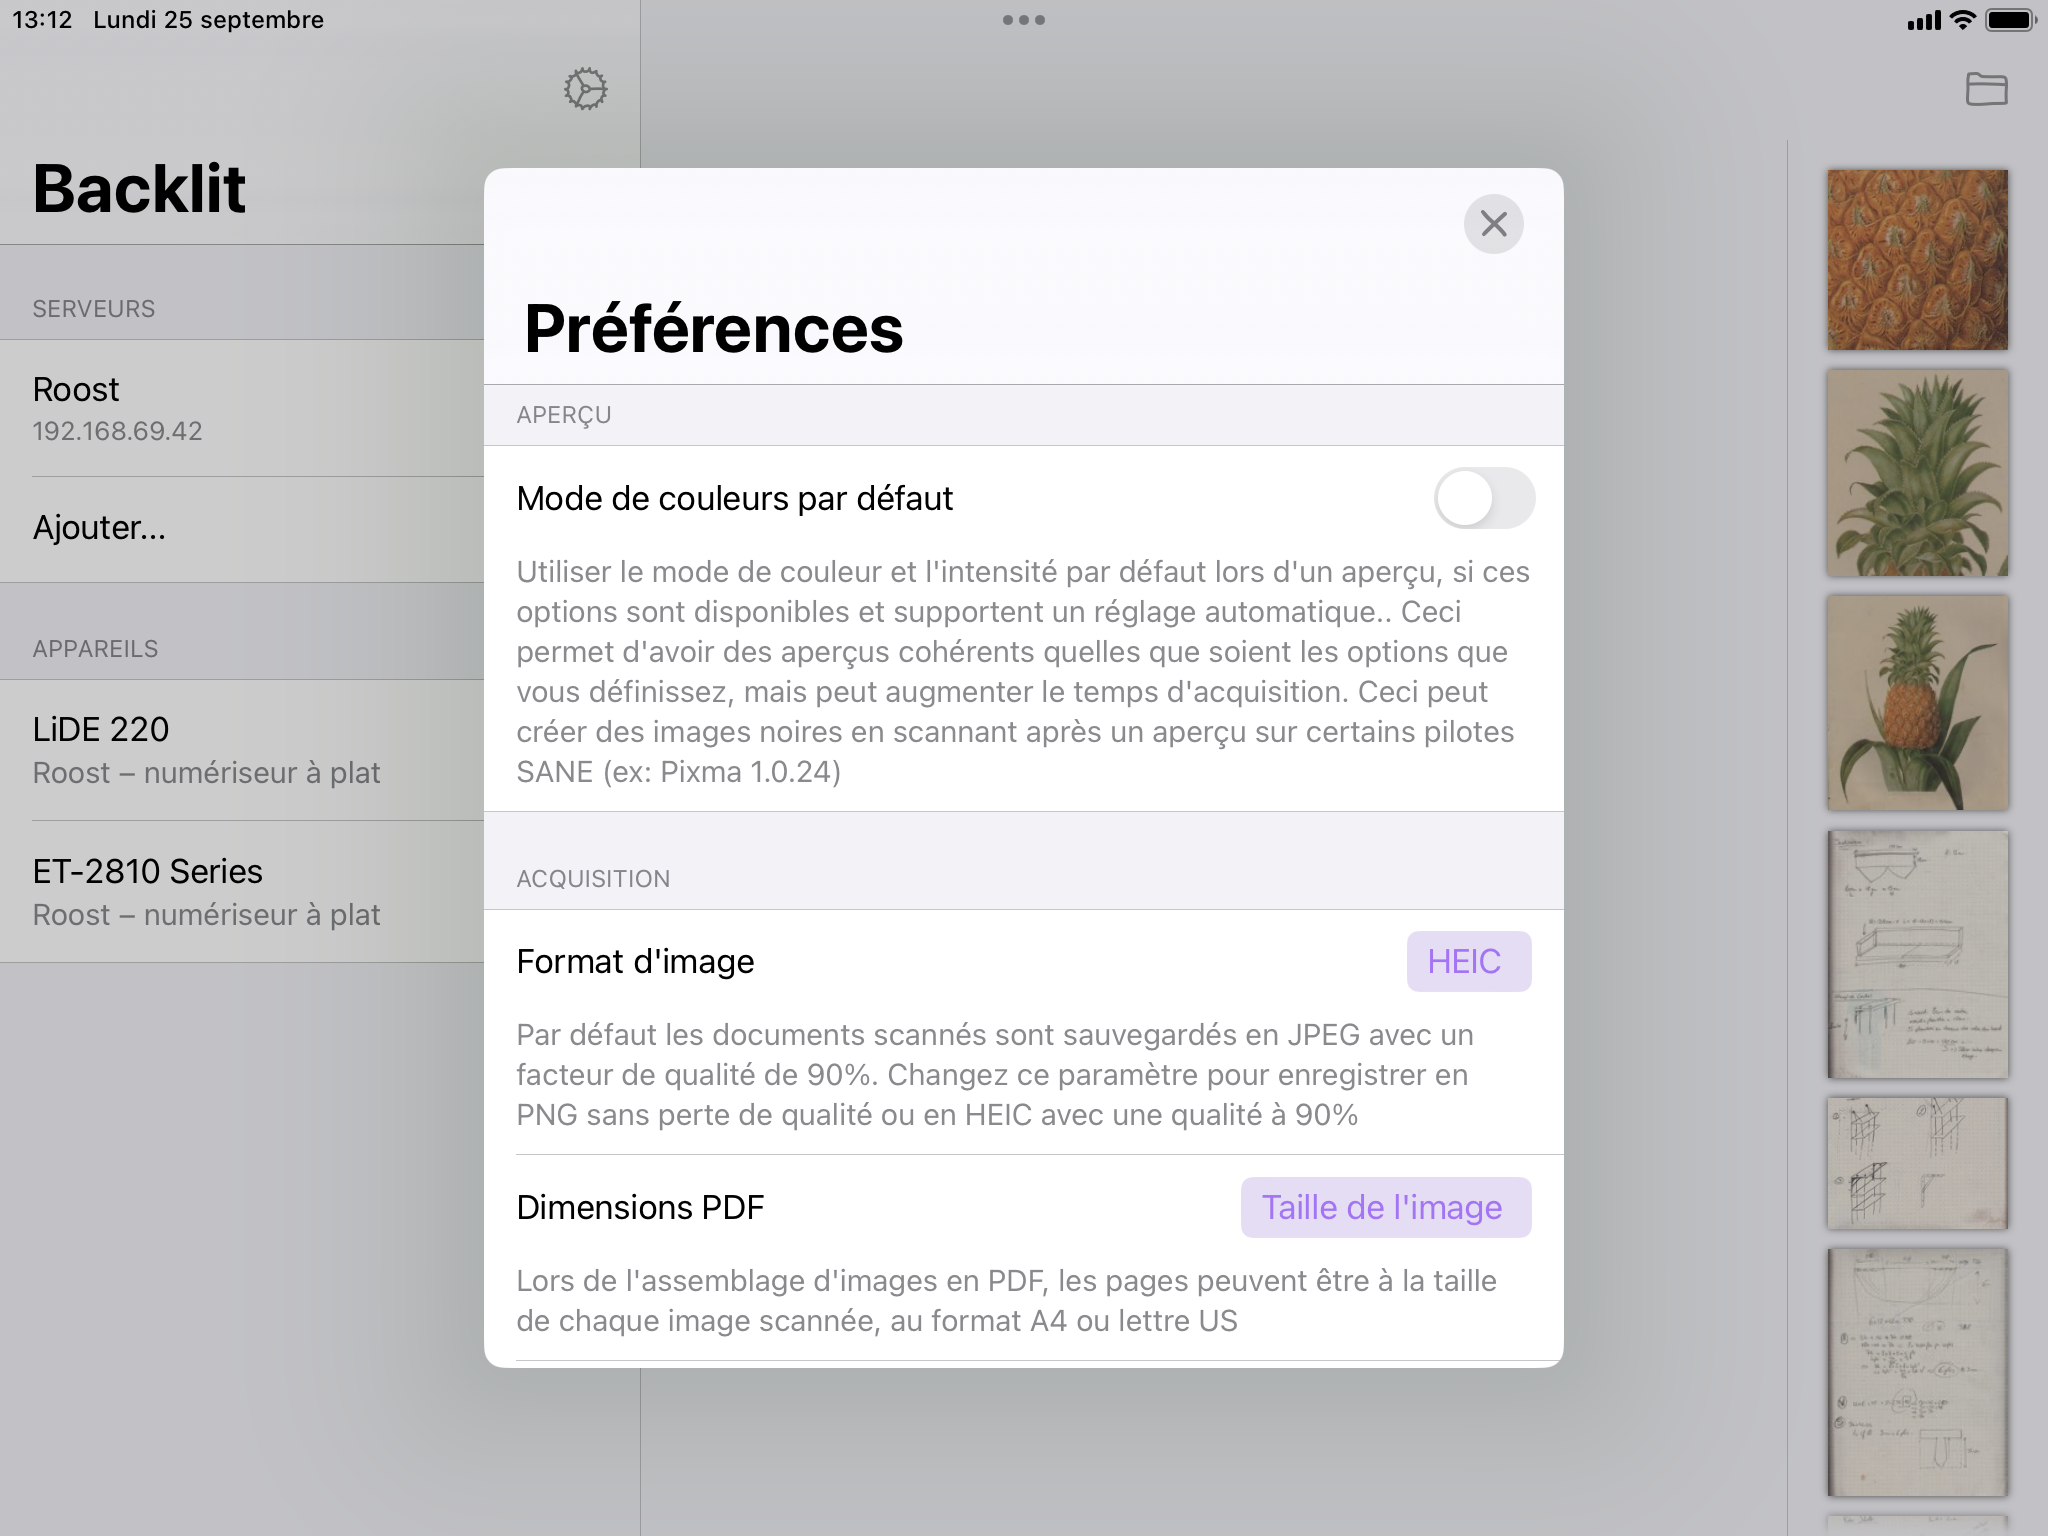 13:12 Lundi 25 septembre
Backlit
SERVEURS
Roost
192.168.69.42
Ajouter...
APPAREILS
LiDE 220
Roost – numériseur à plat
ET-2810 Series
Roost – numériseur à plat
Préférences
APERÇU
Mode de couleurs par défaut
Utiliser le mode de couleur et l'intensité par défaut lors d'un aperçu, si ces
options sont disponibles et supportent un réglage automatique.. Ceci
permet d'avoir des aperçus cohérents quelles que soient les options que
vous définissez, mais peut augmenter le temps d'acquisition. Ceci peut
créer des images noires en scannant après un aperçu sur certains pilotes
SANE (ex: Pixma 1.0.24)
ACQUISITION
Format d'image
HEIC
Par défaut les documents scannés sont sauvegardés en JPEG avec un
facteur de qualité de 90%. Changez ce paramètre pour enregistrer en
PNG sans perte de qualité ou en HEIC avec une qualité à 90%
Dimensions PDF
Taille de l'image
Lors de l'assemblage d'images en PDF, les pages peuvent être à la taille
de chaque image scannée, au format A4 ou lettre US